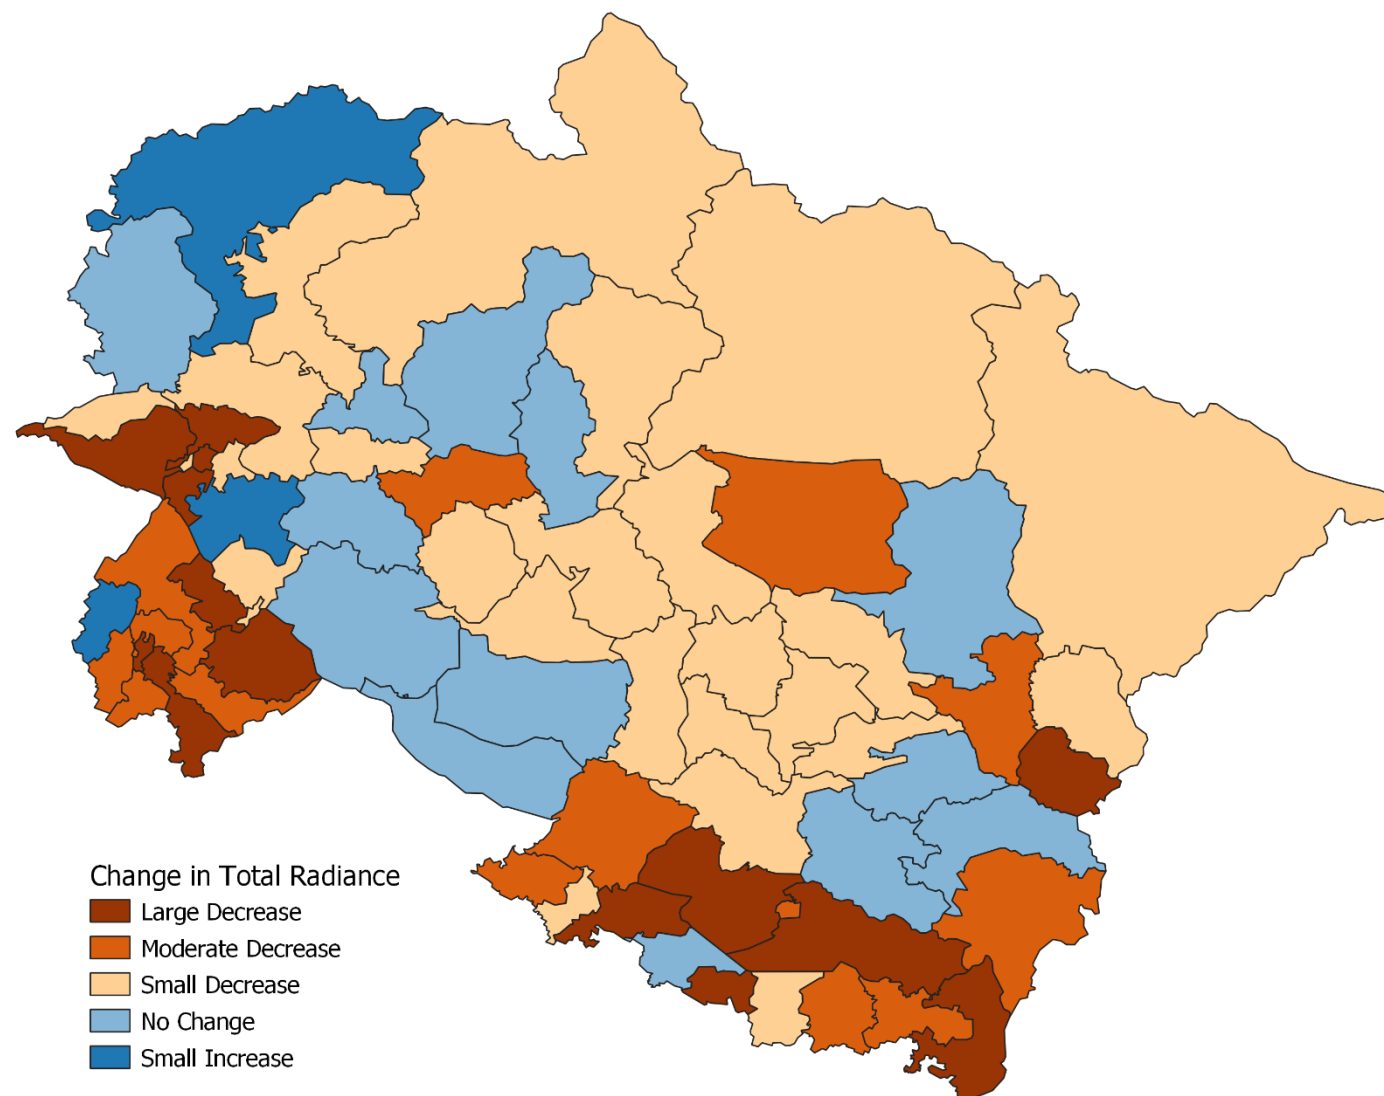 Change in Total Radiance
Large Decrease
Moderate Decrease
Small Decrease
No Change
Small Increase